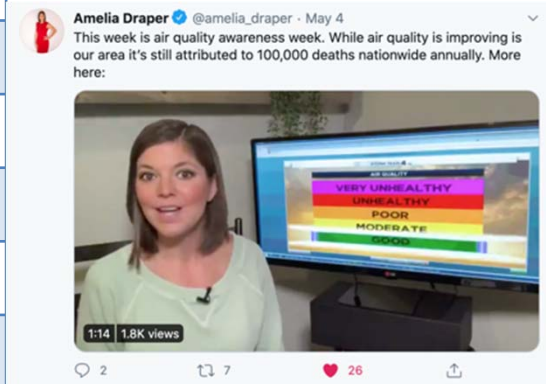 Amelia Draper @amelia_draper · May 4
This week is air quality awareness week. While air quality is improving is
our area it's still attributed to 100,000 deaths nationwide annually. More
here:
AIR QUALITY
VERY UNHEALTHY
UNHEALTHY
POOR
MODERATE
GOOD
1:14 1.8K views
2 7 26